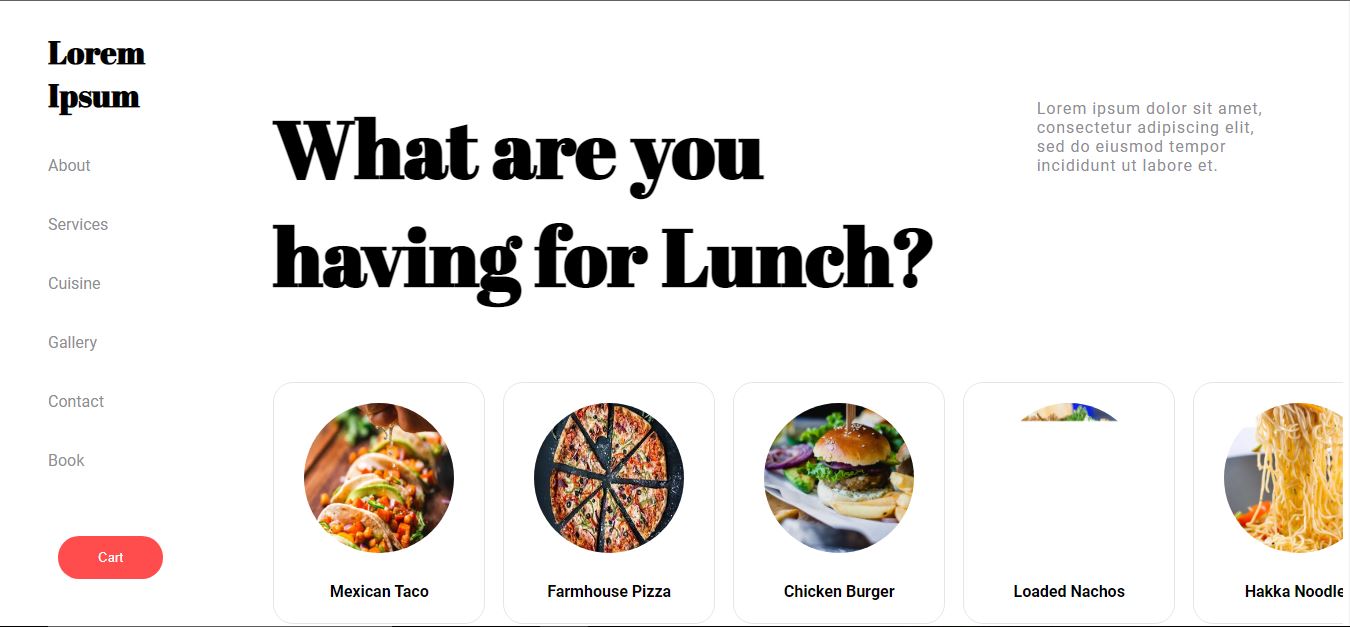 Lorem
Ipsum
About
Services
Cuisine
Gallery
Contact
Book
Cart
What are you
having for Lunch?
Lorem ipsum dolor sit amet,
consectetur adipiscing elit,
sed do eiusmod tempor
incididunt ut labore et.
Mexican Taco
Farmhouse Pizza
Chicken Burger
Loaded Nachos
Hakka Noodle